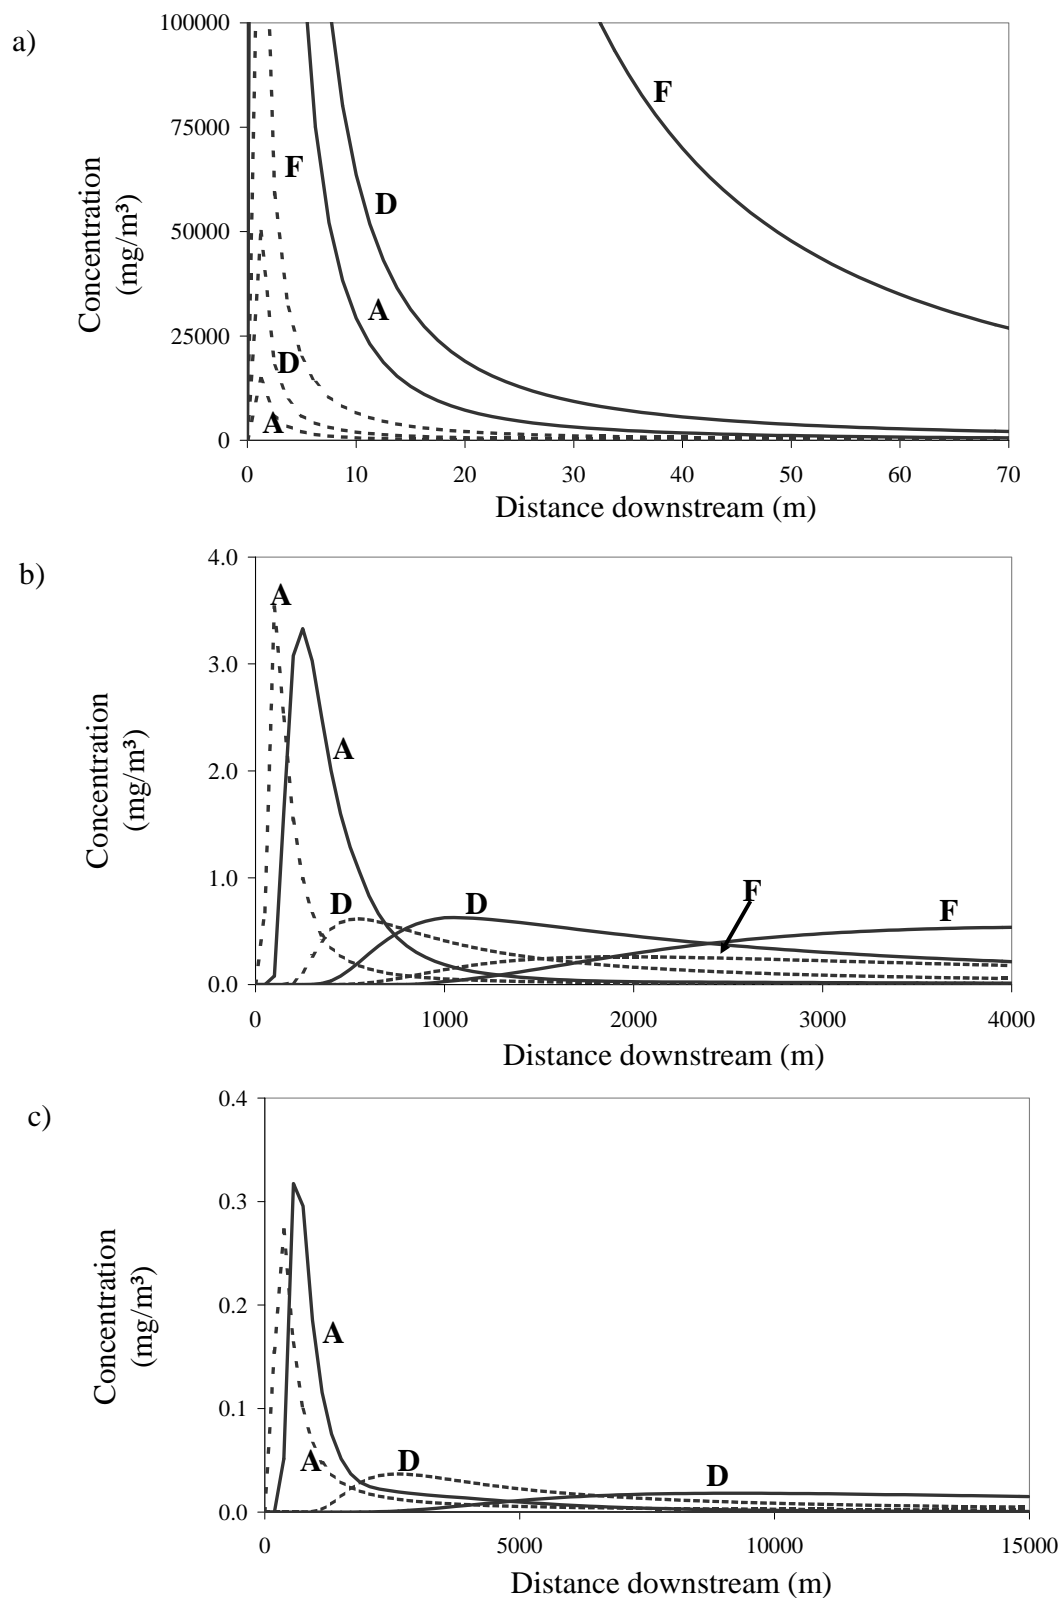 a)
100000
75000
50000
25000
0
Concentration
(mg/m³)
F
F
D
A
D
A
0 10 20 30 40 50 60 70
Distance downstream (m)
b)
4.0
3.0
2.0
1.0
0.0
Concentration
(mg/m³)
A
A
D
D
F
F
0 1000 2000 3000 4000
Distance downstream (m)
c)
0.4
0.3
0.2
0.1
0.0
Concentration
(mg/m³)
A
A
D
D
0 5000 10000 15000
Distance downstream (m)